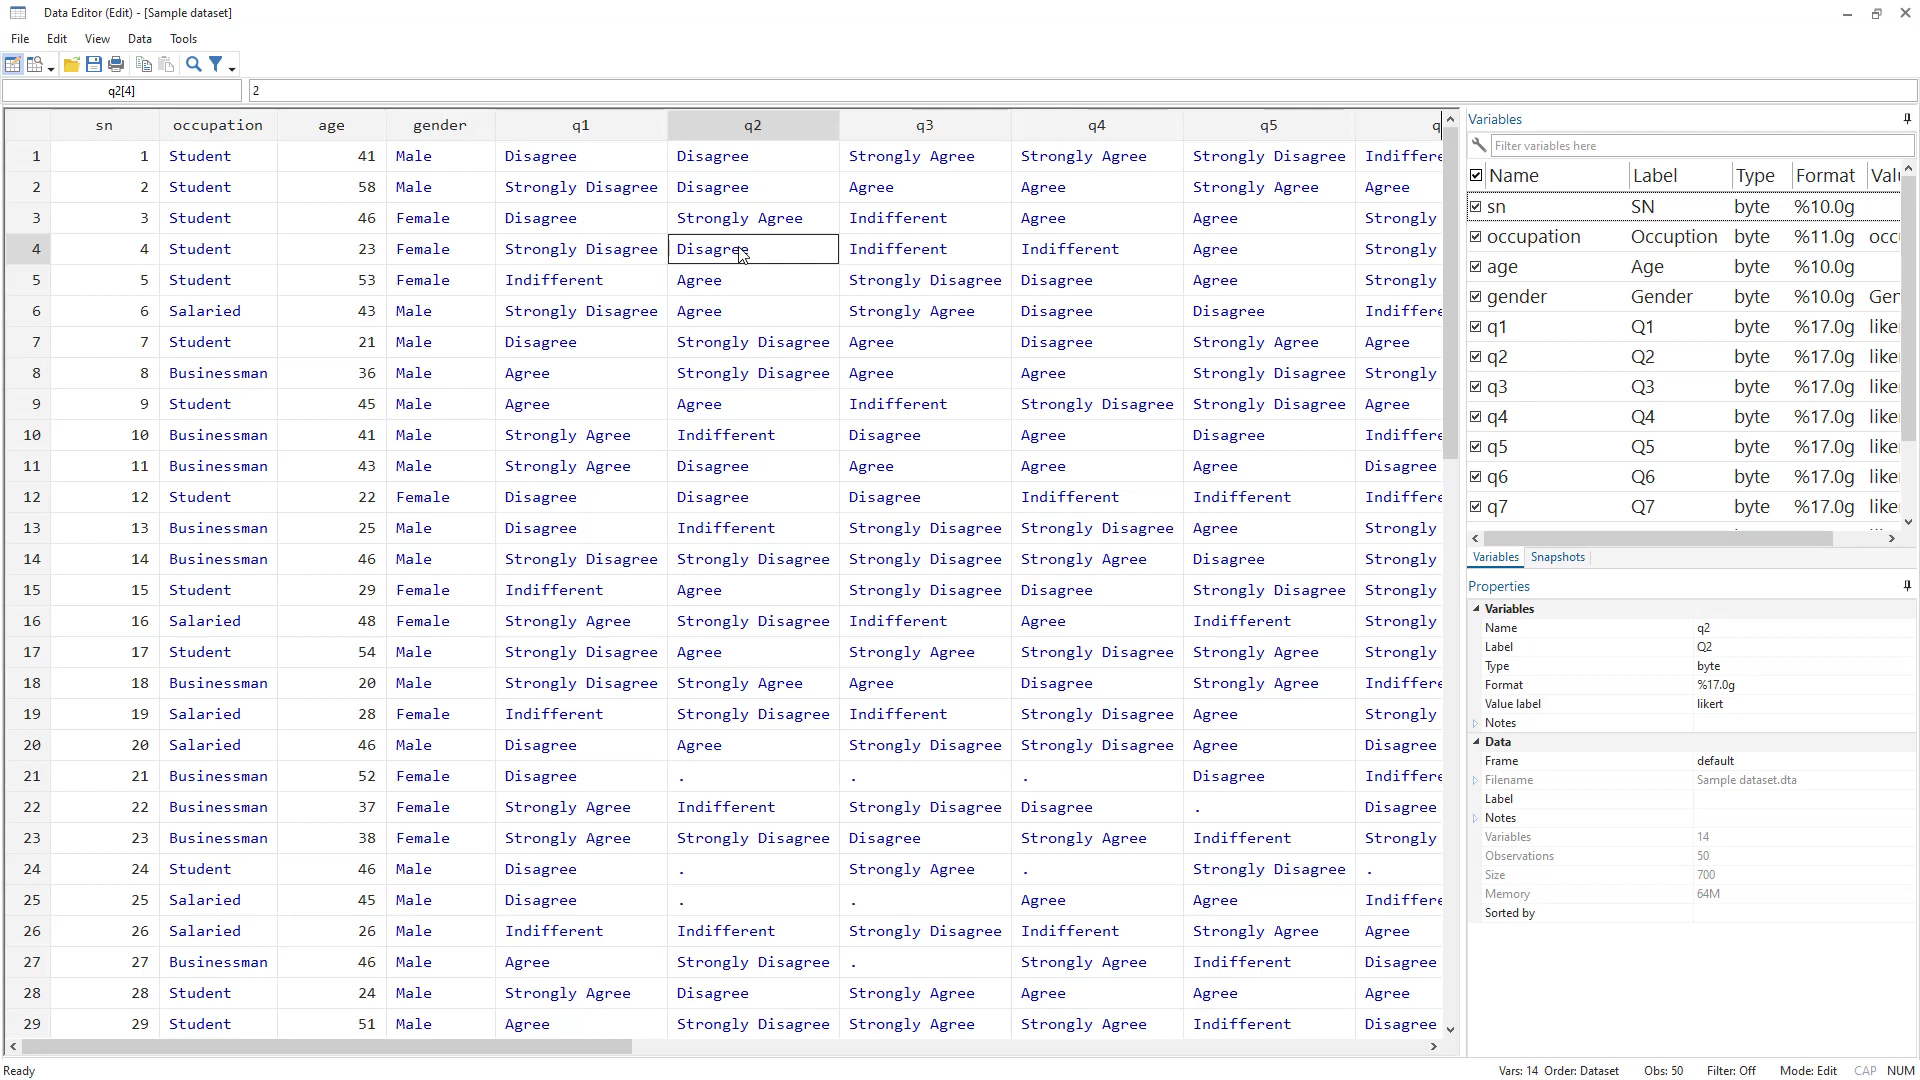 Data Editor (Edit) - [Sample dataset]
File Edit View Data Tools
q2[4] 2
sn occupation age gender q1 q2 q3 q4 q5 q
1 1 Student 41 Male Disagree Disagree Strongly Agree Strongly Agree Strongly Disagree Indiffere
2 2 Student 58 Male Strongly Disagree Disagree Agree Agree Strongly Agree Agree
3 3 Student 46 Female Disagree Strongly Agree Indifferent Agree Agree Strongly
4 4 Student 23 Female Strongly Disagree Disagree Indifferent Indifferent Agree Strongly
5 5 Student 53 Female Indifferent Agree Strongly Disagree Disagree Agree Strongly
6 6 Salaried 43 Male Strongly Disagree Agree Strongly Agree Disagree Disagree Indiffere
7 7 Student 21 Male Disagree Strongly Disagree Agree Disagree Strongly Agree Agree
8 8 Businessman 36 Male Agree Strongly Disagree Agree Agree Strongly Disagree Strongly
9 9 Student 45 Male Agree Agree Indifferent Strongly Disagree Strongly Disagree Agree
10 10 Businessman 41 Male Strongly Agree Indifferent Disagree Agree Disagree Indiffere
11 11 Businessman 43 Male Strongly Agree Disagree Agree Agree Agree Disagree
12 12 Student 22 Female Disagree Disagree Disagree Indifferent Indifferent Indiffere
13 13 Businessman 25 Male Disagree Indifferent Strongly Disagree Strongly Disagree Agree Strongly
14 14 Businessman 46 Male Strongly Disagree Strongly Disagree Strongly Disagree Strongly Agree Disagree Strongly
15 15 Student 29 Female Indifferent Agree Strongly Disagree Disagree Strongly Disagree Strongly
16 16 Salaried 48 Female Strongly Agree Strongly Disagree Indifferent Agree Indifferent Strongly
17 17 Student 54 Male Strongly Disagree Agree Strongly Agree Strongly Disagree Strongly Agree Strongly
18 18 Businessman 20 Male Strongly Disagree Strongly Agree Agree Disagree Strongly Agree Indiffere
19 19 Salaried 28 Female Indifferent Strongly Disagree Indifferent Strongly Disagree Agree Strongly
20 20 Salaried 46 Male Disagree Agree Strongly Disagree Strongly Disagree Agree Disagree
21 21 Businessman 52 Female Disagree . . . Disagree Indiffere
22 22 Businessman 37 Female Strongly Agree Indifferent Strongly Disagree Disagree . Disagree
23 23 Businessman 38 Female Strongly Agree Strongly Disagree Disagree Strongly Agree Indifferent Strongly
24 24 Student 46 Male Disagree . Strongly Agree . Strongly Disagree .
25 25 Salaried 45 Male Disagree . . Agree Agree Indiffere
26 26 Salaried 26 Male Indifferent Indifferent Strongly Disagree Indifferent Strongly Agree Agree
27 27 Businessman 46 Male Agree Strongly Disagree . Strongly Agree Indifferent Disagree
28 28 Student 24 Male Strongly Agree Disagree Strongly Agree Agree Agree Agree
29 29 Student 51 Male Agree Strongly Disagree Strongly Agree Strongly Agree Indifferent Disagree
Variables
Filter variables here
Name Label Type Format Valu
sn SN byte %10.0g
occupation Occuption byte %11.0g occ
age Age byte %10.0g
gender Gender byte %10.0g Gen
q1 Q1 byte %17.0g like
q2 Q2 byte %17.0g like
q3 Q3 byte %17.0g like
q4 Q4 byte %17.0g like
q5 Q5 byte %17.0g like
q6 Q6 byte %17.0g like
q7 Q7 byte %17.0g like
Variables Snapshots
Properties
Variables
Name q2
Label Q2
Type byte
Format %17.0g
Value label likert
Notes
Data
Frame default
Filename Sample dataset.dta
Label
Notes
Variables 14
Observations 50
Size 700
Memory 64M
Sorted by
Ready Vars: 14 Order: Dataset Obs: 50 Filter: Off Mode: Edit CAP NUM